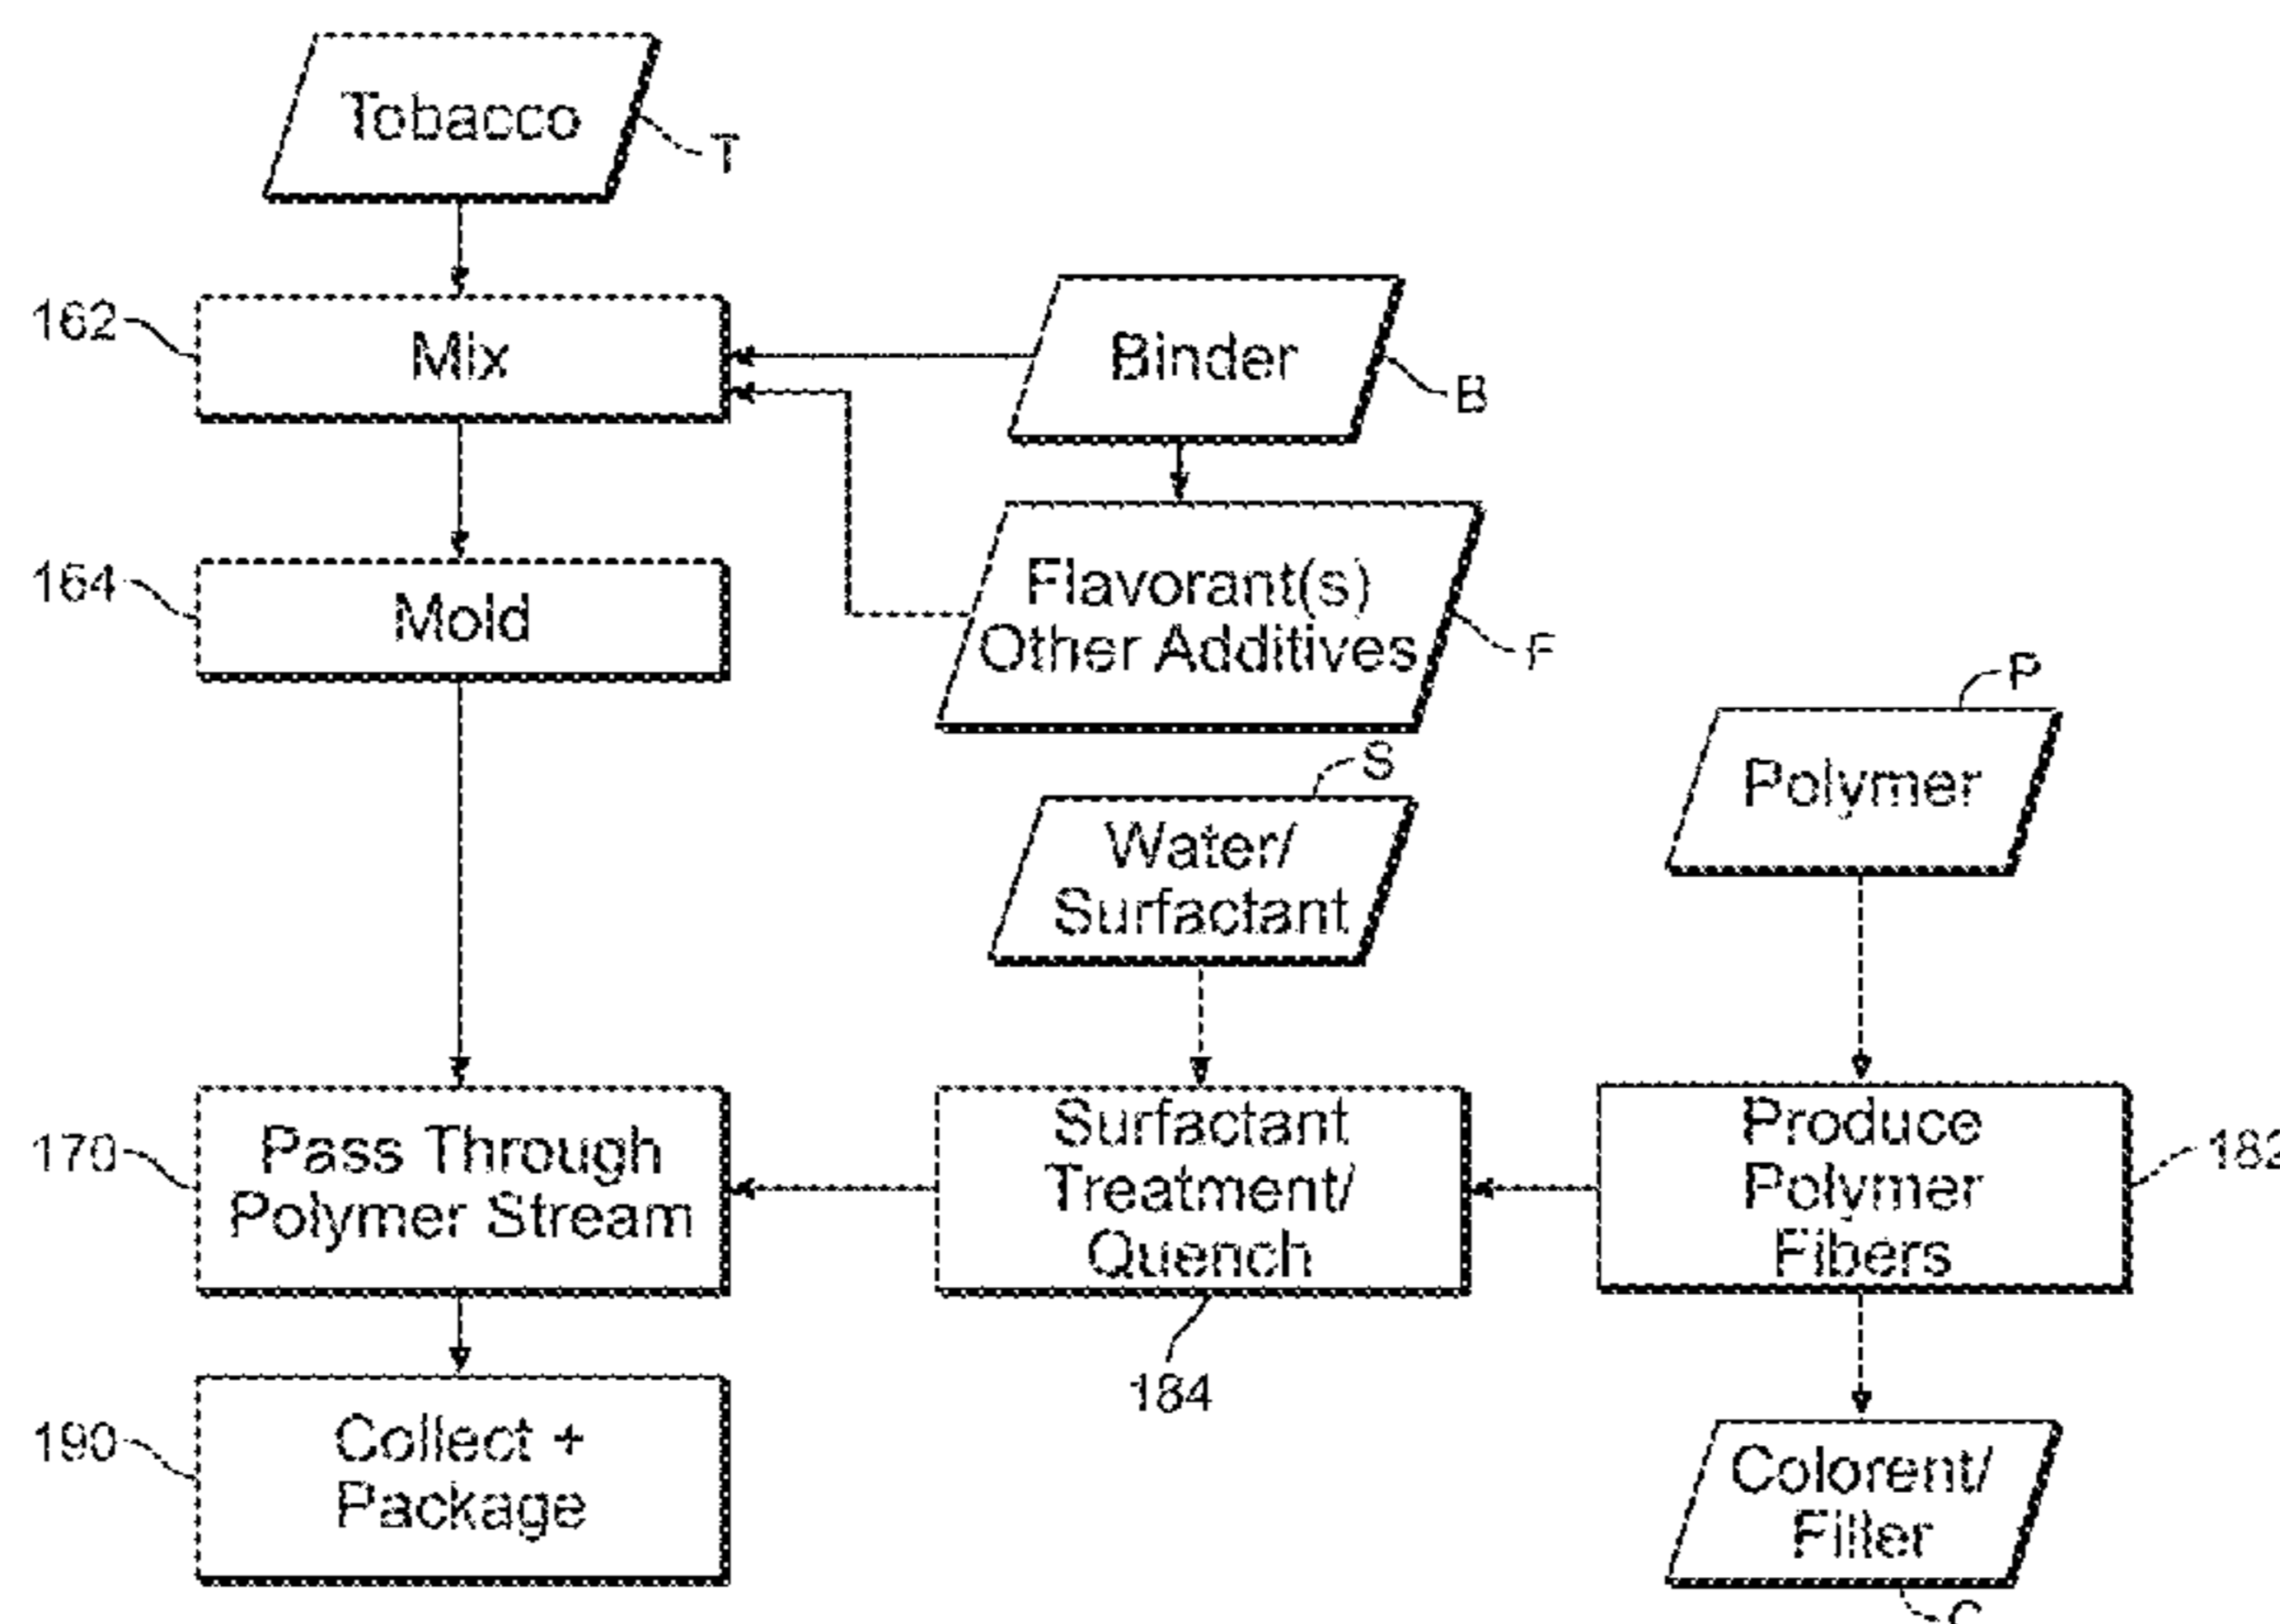 Tobacco
T
162
Mix
Binder
B
164
Mold
Flavorant(s)
Other Additives
F
P
Polymer
S
Water/
Surfactant
170
Pass Through
Polymer Stream
Surfactant
Treatment/
Quench
184
Produce
Polymer
Fibers
182
190
Collect +
Package
Colorent/
Filler
C